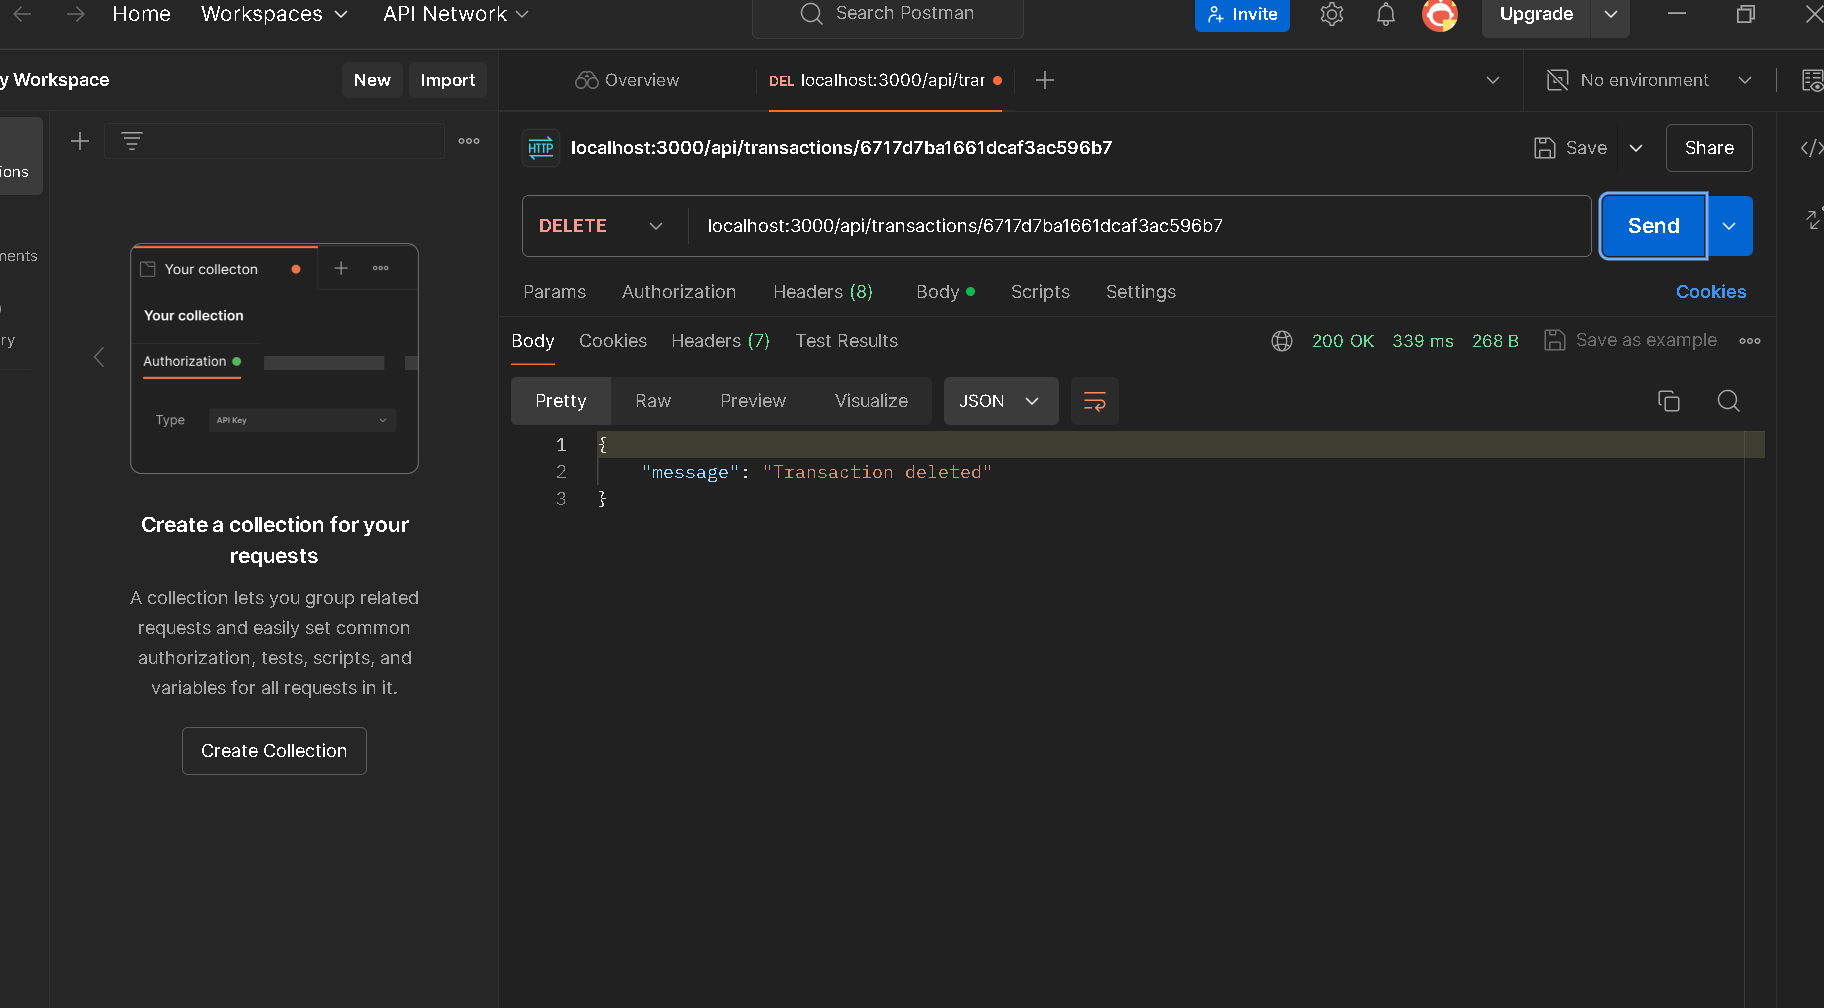 Home Workspaces API Network Search Postman Invite Upgrade
y Workspace New Import Overview DEL localhost:3000/api/trar No environment
HTTP localhost:3000/api/transactions/6717d7ba1661dcaf3ac596b7 Save Share
ions
DELETE localhost:3000/api/transactions/6717d7ba1661dcaf3ac596b7 Send
nents
ry
Params Authorization Headers (8) Body Scripts Settings Cookies
Body Cookies Headers (7) Test Results 200 OK 339 ms 268 B Save as example
Pretty Raw Preview Visualize JSON
1 {
2 "message": "Transaction deleted"
3 }
Your collecton
Your collection
Authorization
Type API Key
Create a collection for your
requests
A collection lets you group related
requests and easily set common
authorization, tests, scripts, and
variables for all requests in it.
Create Collection